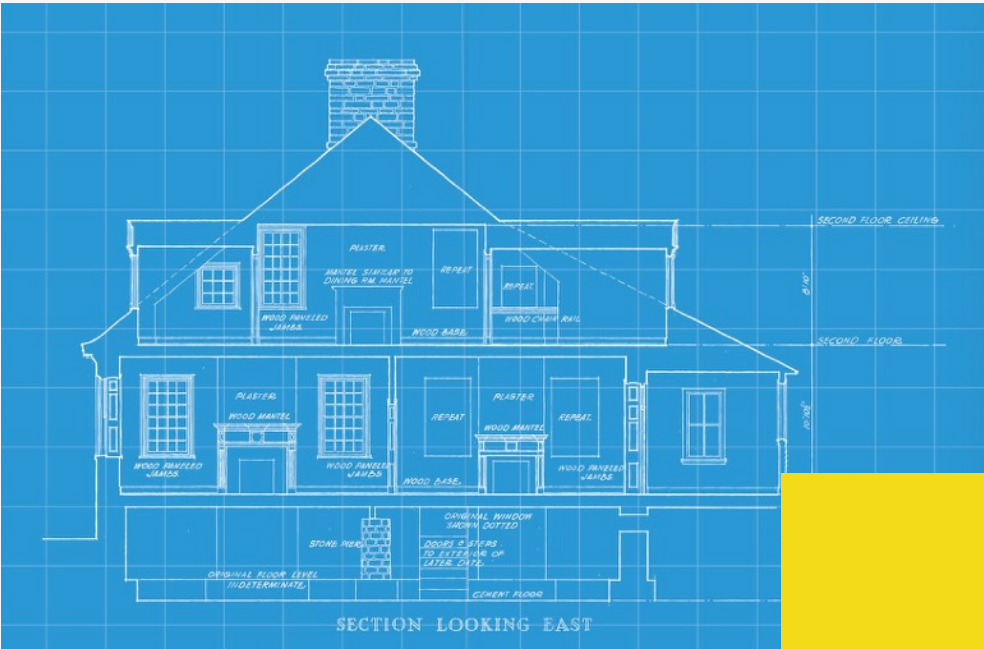 SECOND FLOOR CEILING
PLASTER
MANTEL SIMILAR TO
DINING RM. MANTEL
REPEAT
REPEAT
8'10"
WOOD PANELED
JAMBS.
WOOD BASE.
WOOD CHAIR RAIL
SECOND FLOOR
PLASTER
WOOD MANTEL
REPEAT
PLASTER
WOOD MANTEL
REPEAT.
WOOD PANELED
JAMBS.
WOOD PANELED
JAMBS
WOOD BASE.
WOOD PANELED
JAMBS.
ORIGINAL WINDOW
SHOWN DOTTED
STONE PIER
DOORS & STEPS
TO EXTERIOR OF
LATER DATE.
ORIGINAL FLOOR LEVEL
INDETERMINATE.
CEMENT FLOOR
SECTION LOOKING EAST